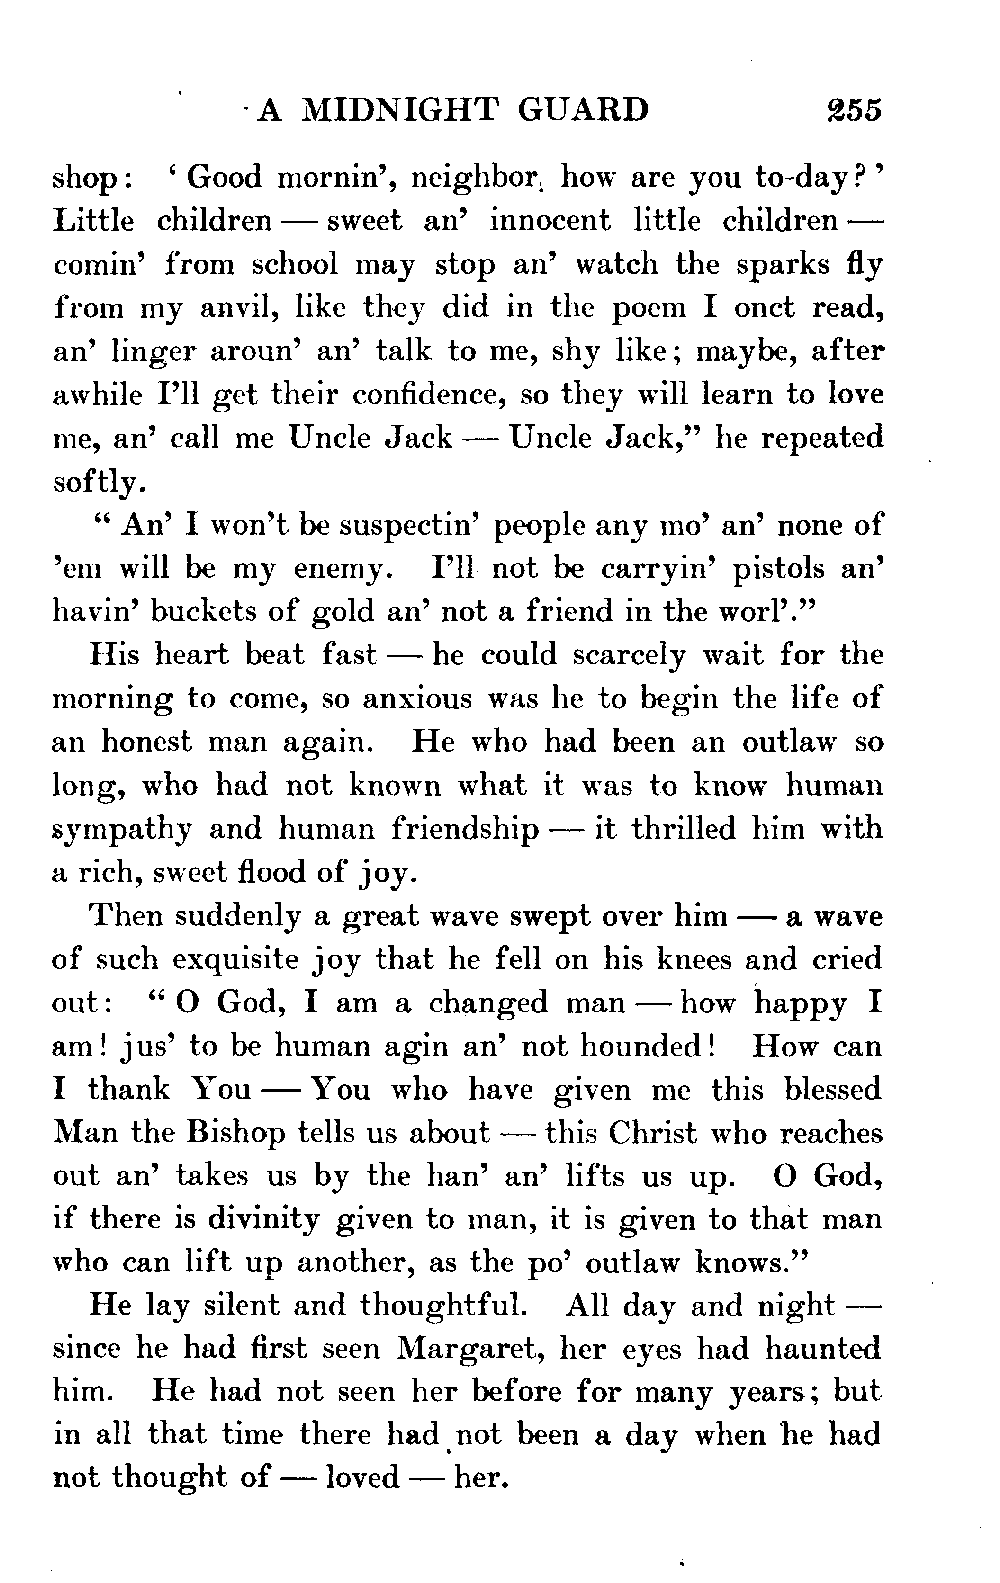 A MIDNIGHT GUARD 255
shop: ‘Good mornin’, neighbor, how are you to-day?’
Little children — sweet an’ innocent little children —
comin’ from school may stop an’ watch the sparks fly
from my anvil, like they did in the poem I onct read,
an’ linger aroun’ an’ talk to me, shy like; maybe, after
awhile I’ll get their confidence, so they will learn to love
me, an’ call me Uncle Jack — Uncle Jack,” he repeated
softly.
“An’ I won’t be suspectin’ people any mo’ an’ none of
’em will be my enemy. I’ll not be carryin’ pistols an’
havin’ buckets of gold an’ not a friend in the worl’.”
His heart beat fast — he could scarcely wait for the
morning to come, so anxious was he to begin the life of
an honest man again. He who had been an outlaw so
long, who had not known what it was to know human
sympathy and human friendship — it thrilled him with
a rich, sweet flood of joy.
Then suddenly a great wave swept over him — a wave
of such exquisite joy that he fell on his knees and cried
out: “O God, I am a changed man — how happy I
am! jus’ to be human agin an’ not hounded! How can
I thank You — You who have given me this blessed
Man the Bishop tells us about — this Christ who reaches
out an’ takes us by the han’ an’ lifts us up. O God,
if there is divinity given to man, it is given to that man
who can lift up another, as the po’ outlaw knows.”
He lay silent and thoughtful. All day and night —
since he had first seen Margaret, her eyes had haunted
him. He had not seen her before for many years; but
in all that time there had not been a day when he had
not thought of — loved — her.